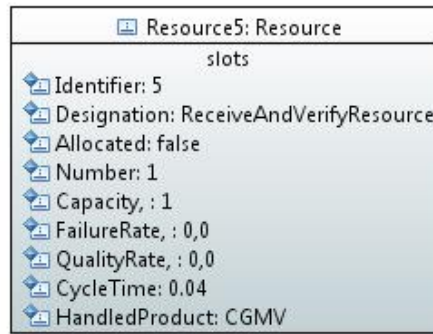 Resource5: Resource
slots
Identifier: 5
Designation: ReceiveAndVerifyResource
Allocated: false
Number: 1
Capacity, : 1
FailureRate, : 0,0
QualityRate, : 0,0
CycleTime: 0.04
HandledProduct: CGMV